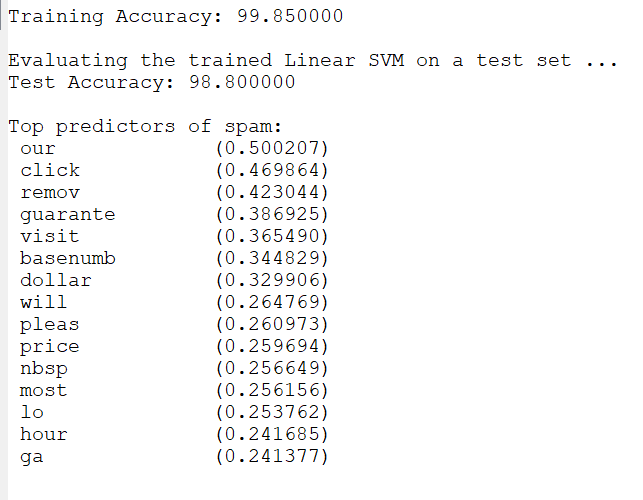 Training Accuracy: 99.850000
Evaluating the trained Linear SVM on a test set ...
Test Accuracy: 98.800000
Top predictors of spam:
our (0.500207)
click (0.469864)
remov (0.423044)
guarante (0.386925)
visit (0.365490)
basenumb (0.344829)
dollar (0.329906)
will (0.264769)
pleas (0.260973)
price (0.259694)
nbsp (0.256649)
most (0.256156)
lo (0.253762)
hour (0.241685)
ga (0.241377)